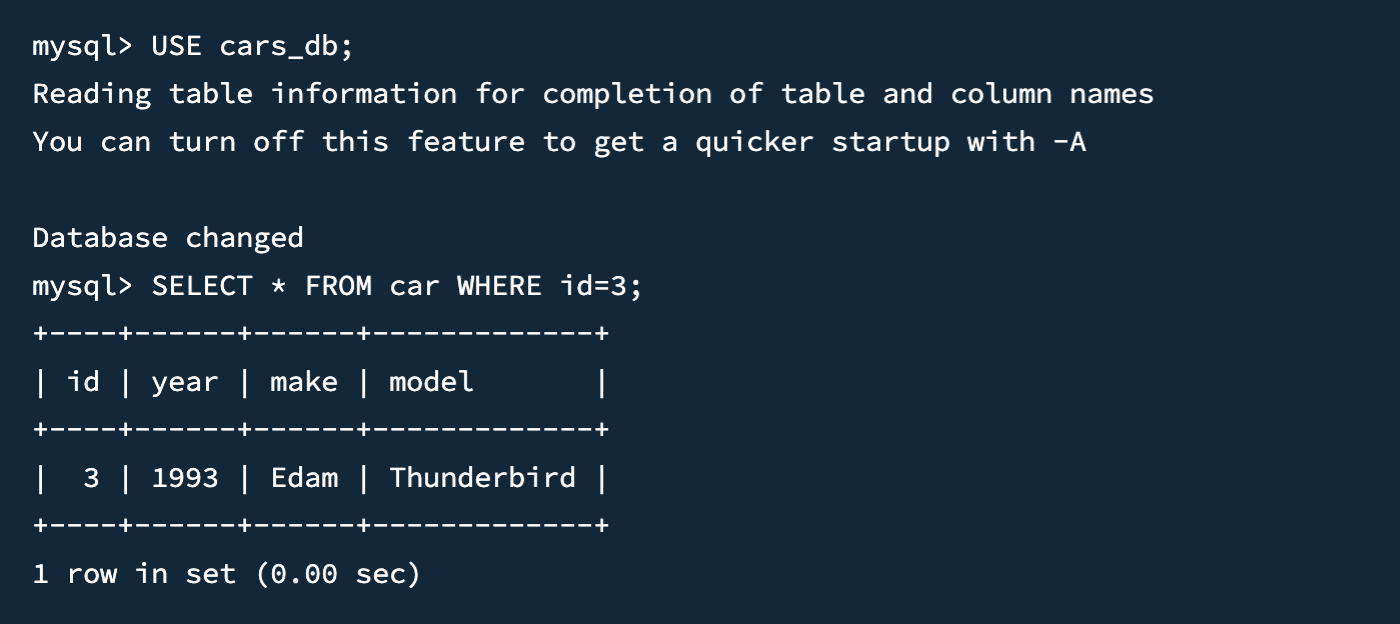 mysql> USE cars_db;
Reading table information for completion of table and column names
You can turn off this feature to get a quicker startup with -A

Database changed
mysql> SELECT * FROM car WHERE id=3;
+----+------+------+-------------+
| id | year | make | model       |
+----+------+------+-------------+
|  3 | 1993 | Edam | Thunderbird |
+----+------+------+-------------+
1 row in set (0.00 sec)